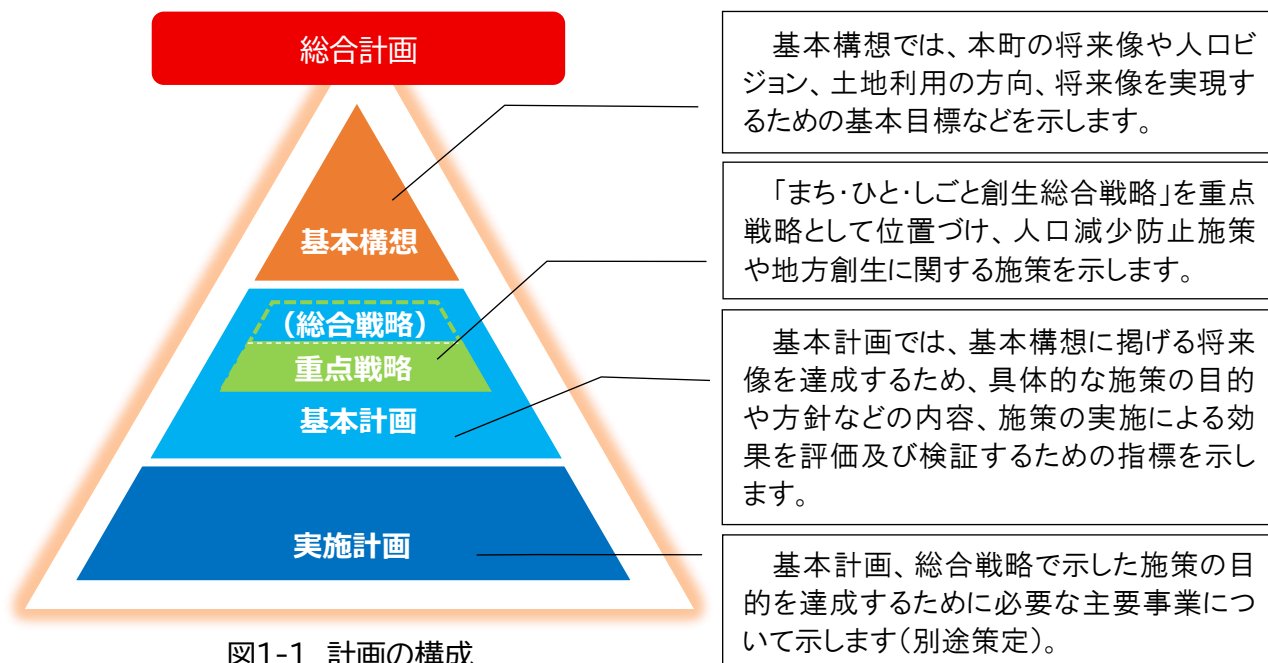 総合計画
基本構想
(総合戦略)
重点戦略
基本計画
実施計画
図1-1 計画の構成
基本構想では、本町の将来像や人口ビ
ジョン、土地利用の方向、将来像を実現す
るための基本目標などを示します。
「まち・ひと・しごと創生総合戦略」を重点
戦略として位置づけ、人口減少防止施策
や地方創生に関する施策を示します。
基本計画では、基本構想に掲げる将来
像を達成するため、具体的な施策の目的
や方針などの内容、施策の実施による効
果を評価及び検証するための指標を示し
ます。
基本計画、総合戦略で示した施策の目
的を達成するために必要な主要事業につ
いて示します(別途策定)。